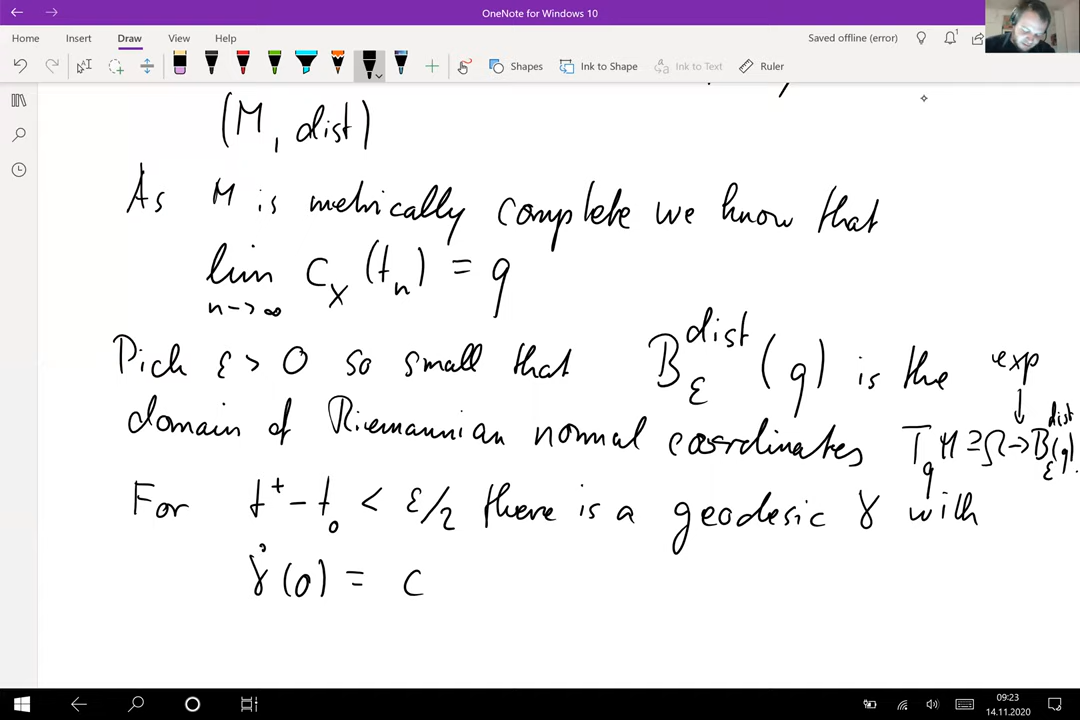 OneNote for Windows 10
Home Insert Draw View Help Saved offline (error)
Shapes Ink to Shape Ink to Text Ruler
(M, dist)
As M is metrically complete we know that
lim c_X (t_n) = q
n -> ∞
Pick ε > 0 so small that B_ε^dist (q) is the exp
domain of Riemannian normal coordinates T_q M ⊇ Ω → B_ε^dist (q).
For t^+ - t_0 < ε/2 there is a geodesic γ with
γ̇(0) = c
09:23
14.11.2020